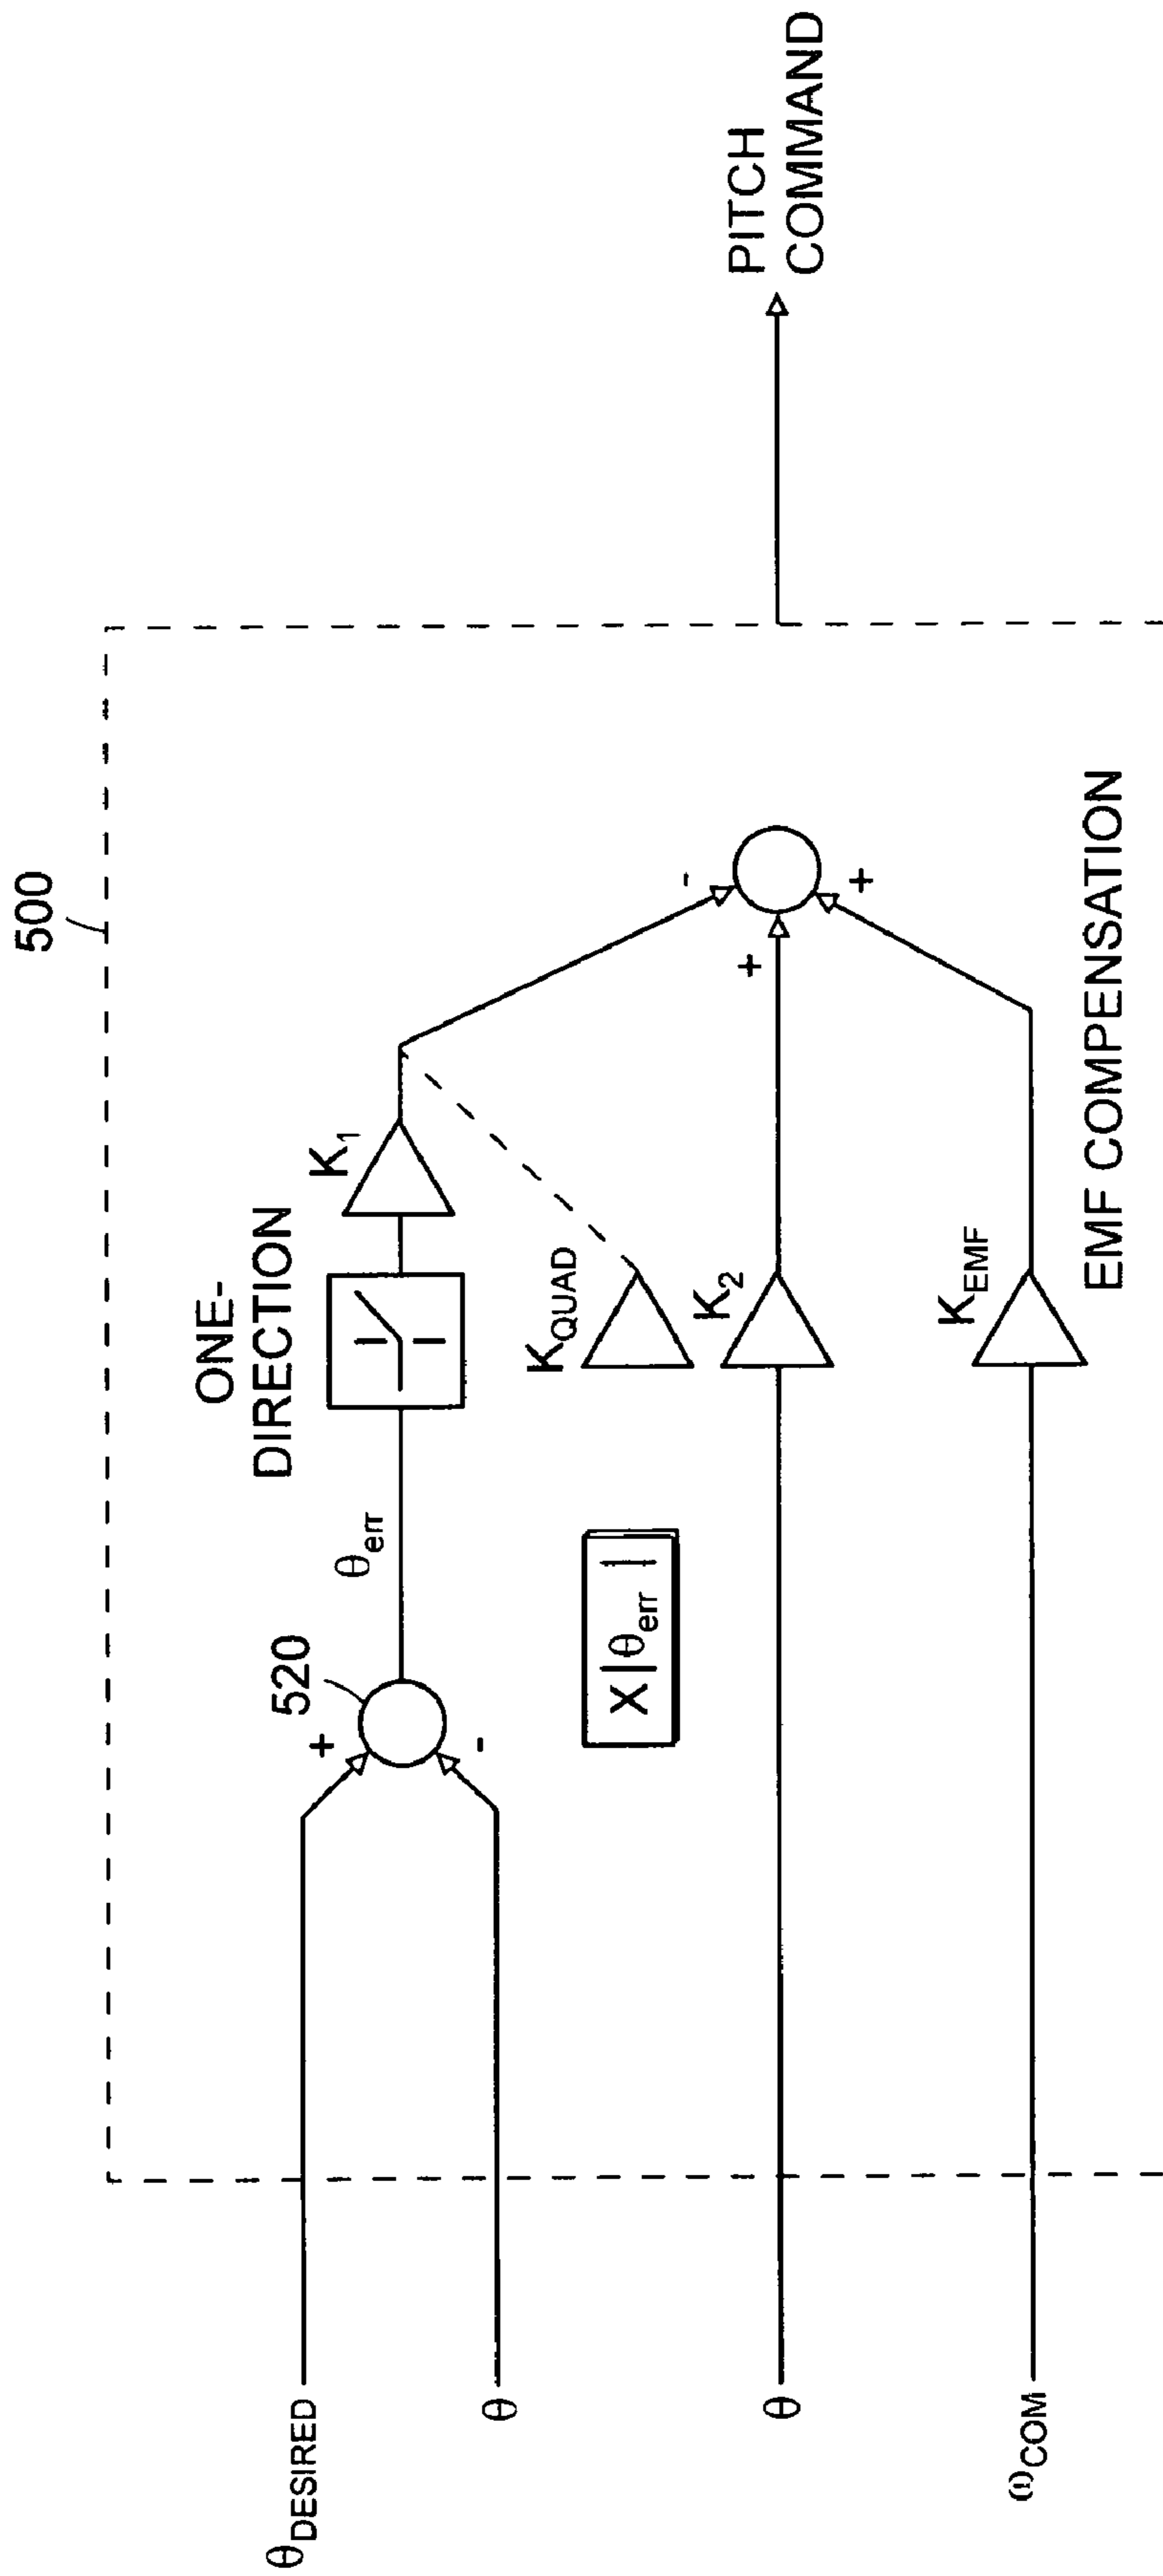 500
ONE-
DIRECTION
K₁
520
θerr
+
-
-
+
+
X|θerr|
KQUAD
K₂
KEMF
EMF COMPENSATION
θDESIRED
θ
θ
ωCOM
PITCH
COMMAND